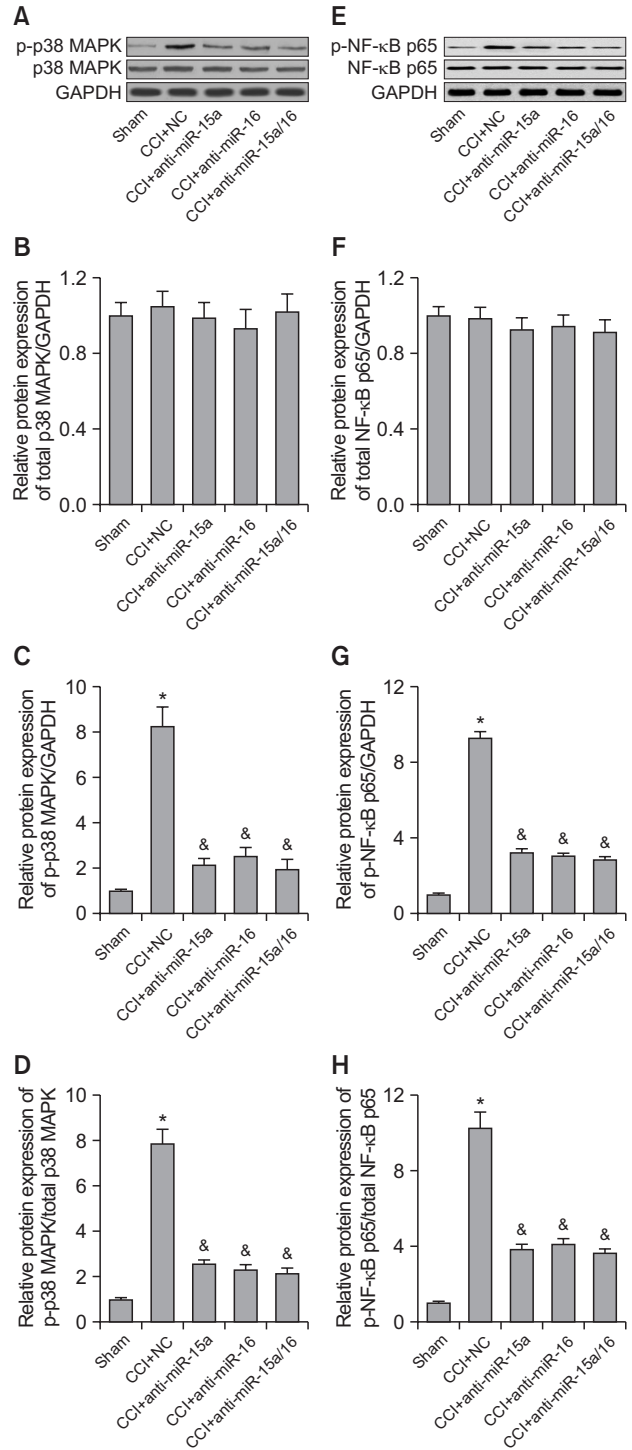 A
p-p38 MAPK
p38 MAPK
GAPDH
Sham
CCI+NC
CCI+anti-miR-15a
CCI+anti-miR-16
CCI+anti-miR-15a/16
E
p-NF-κB p65
NF-κB p65
GAPDH
Sham
CCI+NC
CCI+anti-miR-15a
CCI+anti-miR-16
CCI+anti-miR-15a/16
B
Relative protein expression
of total p38 MAPK/GAPDH
1.2
0.8
0.4
0.0
Sham
CCI+NC
CCI+anti-miR-15a
CCI+anti-miR-16
CCI+anti-miR-15a/16
F
Relative protein expression
of total NF-κB p65/GAPDH
1.2
0.8
0.4
0.0
Sham
CCI+NC
CCI+anti-miR-15a
CCI+anti-miR-16
CCI+anti-miR-15a/16
C
Relative protein expression
of p-p38 MAPK/GAPDH
10
8
6
4
2
0
*
&
&
&
Sham
CCI+NC
CCI+anti-miR-15a
CCI+anti-miR-16
CCI+anti-miR-15a/16
G
Relative protein expression
of p-NF-κB p65/GAPDH
12
8
4
0
*
&
&
&
Sham
CCI+NC
CCI+anti-miR-15a
CCI+anti-miR-16
CCI+anti-miR-15a/16
D
Relative protein expression of
p-p38 MAPK/total p38 MAPK
10
8
6
4
2
0
*
&
&
&
Sham
CCI+NC
CCI+anti-miR-15a
CCI+anti-miR-16
CCI+anti-miR-15a/16
H
Relative protein expression of
p-NF-κB p65/total NF-κB p65
12
8
4
0
*
&
&
&
Sham
CCI+NC
CCI+anti-miR-15a
CCI+anti-miR-16
CCI+anti-miR-15a/16